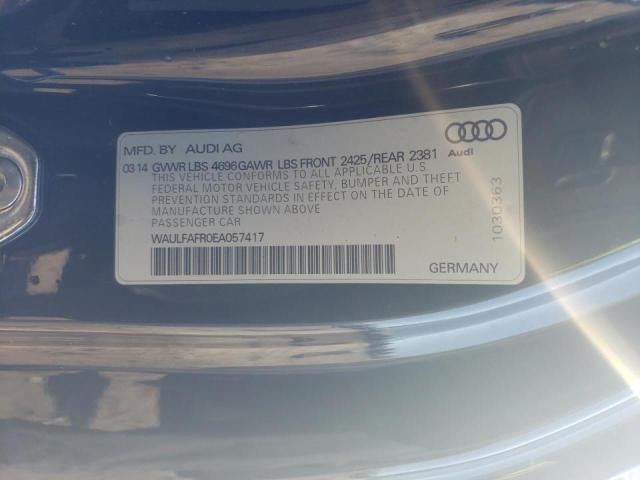 MFD. BY AUDI AG
03 14 GVWR LBS 4696 GAWR LBS FRONT 2425/REAR 2381
THIS VEHICLE CONFORMS TO ALL APPLICABLE U.S.
FEDERAL MOTOR VEHICLE SAFETY, BUMPER AND THEFT
PREVENTION STANDARDS IN EFFECT ON THE DATE OF
MANUFACTURE SHOWN ABOVE
PASSENGER CAR
WAULFAFR0EA057417
GERMANY
Audi
1030363